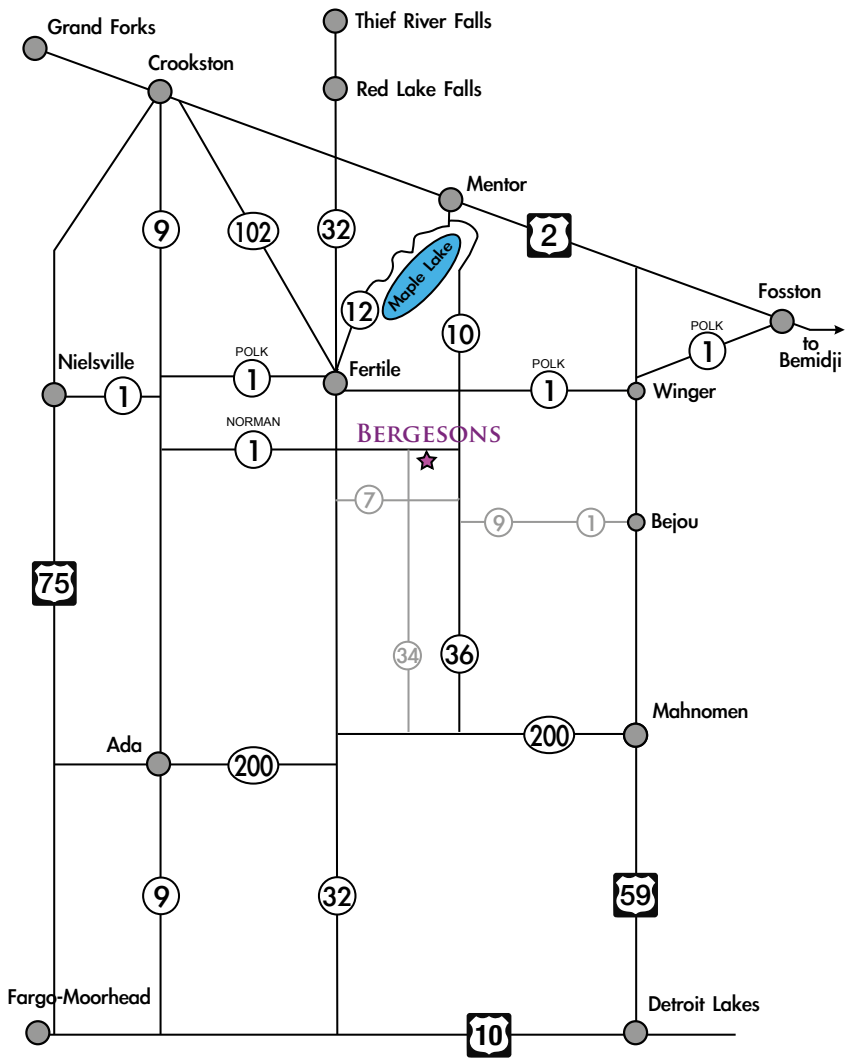 Thief River Falls
Grand Forks
Crookston
Red Lake Falls
Mentor
9
102
32
2
Maple Lake
Fosston
12
10
POLK
1
to
Bemidji
POLK
1
Nielsville
1
Fertile
POLK
1
Winger
NORMAN
1
BERGESONS
7
9
1
Bejou
75
34
36
Mahnomen
200
Ada
200
9
32
59
Fargo-Moorhead
Detroit Lakes
10